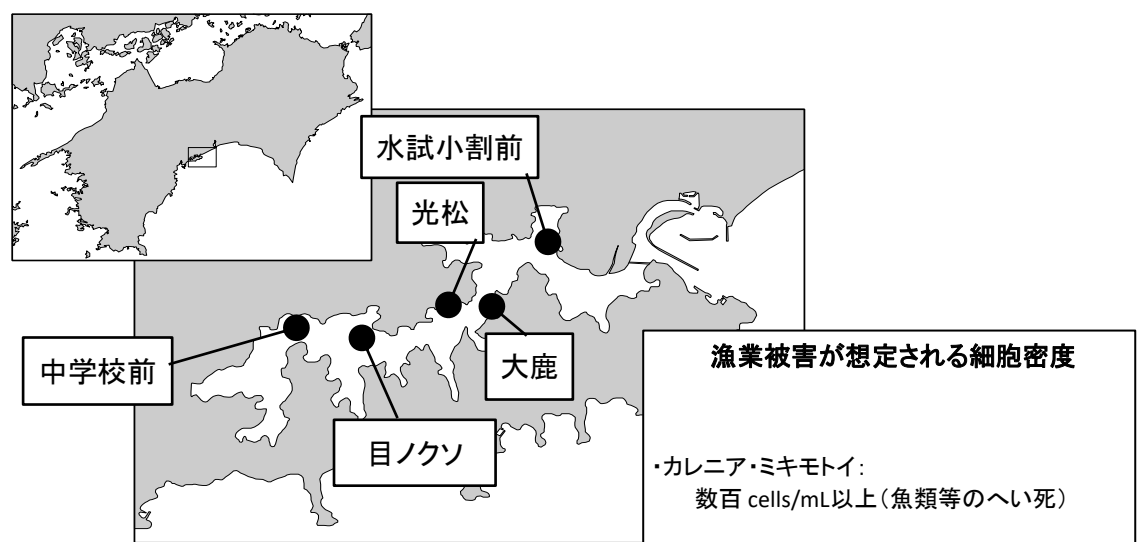 水試小割前
光松
中学校前
大鹿
目ノクソ
漁業被害が想定される細胞密度
・カレニア・ミキモトイ:
数百 cells/mL以上(魚類等のへい死)